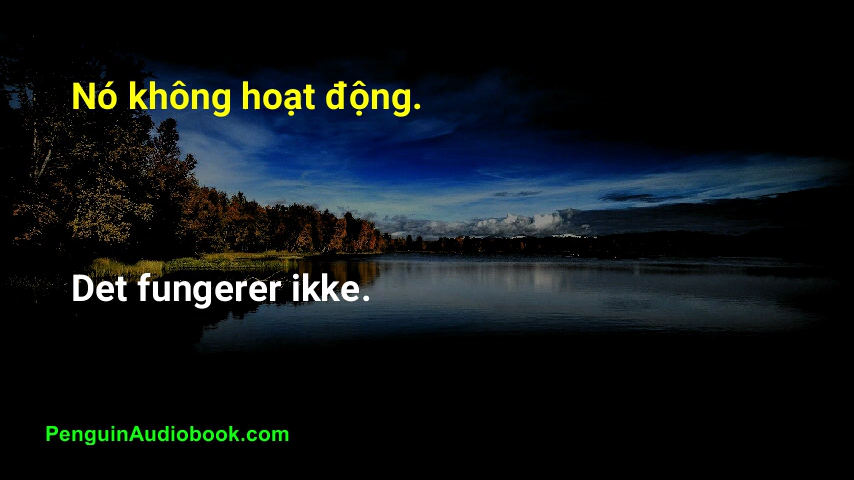 Nó không hoạt động.
Det fungerer ikke.
PenguinAudiobook.com